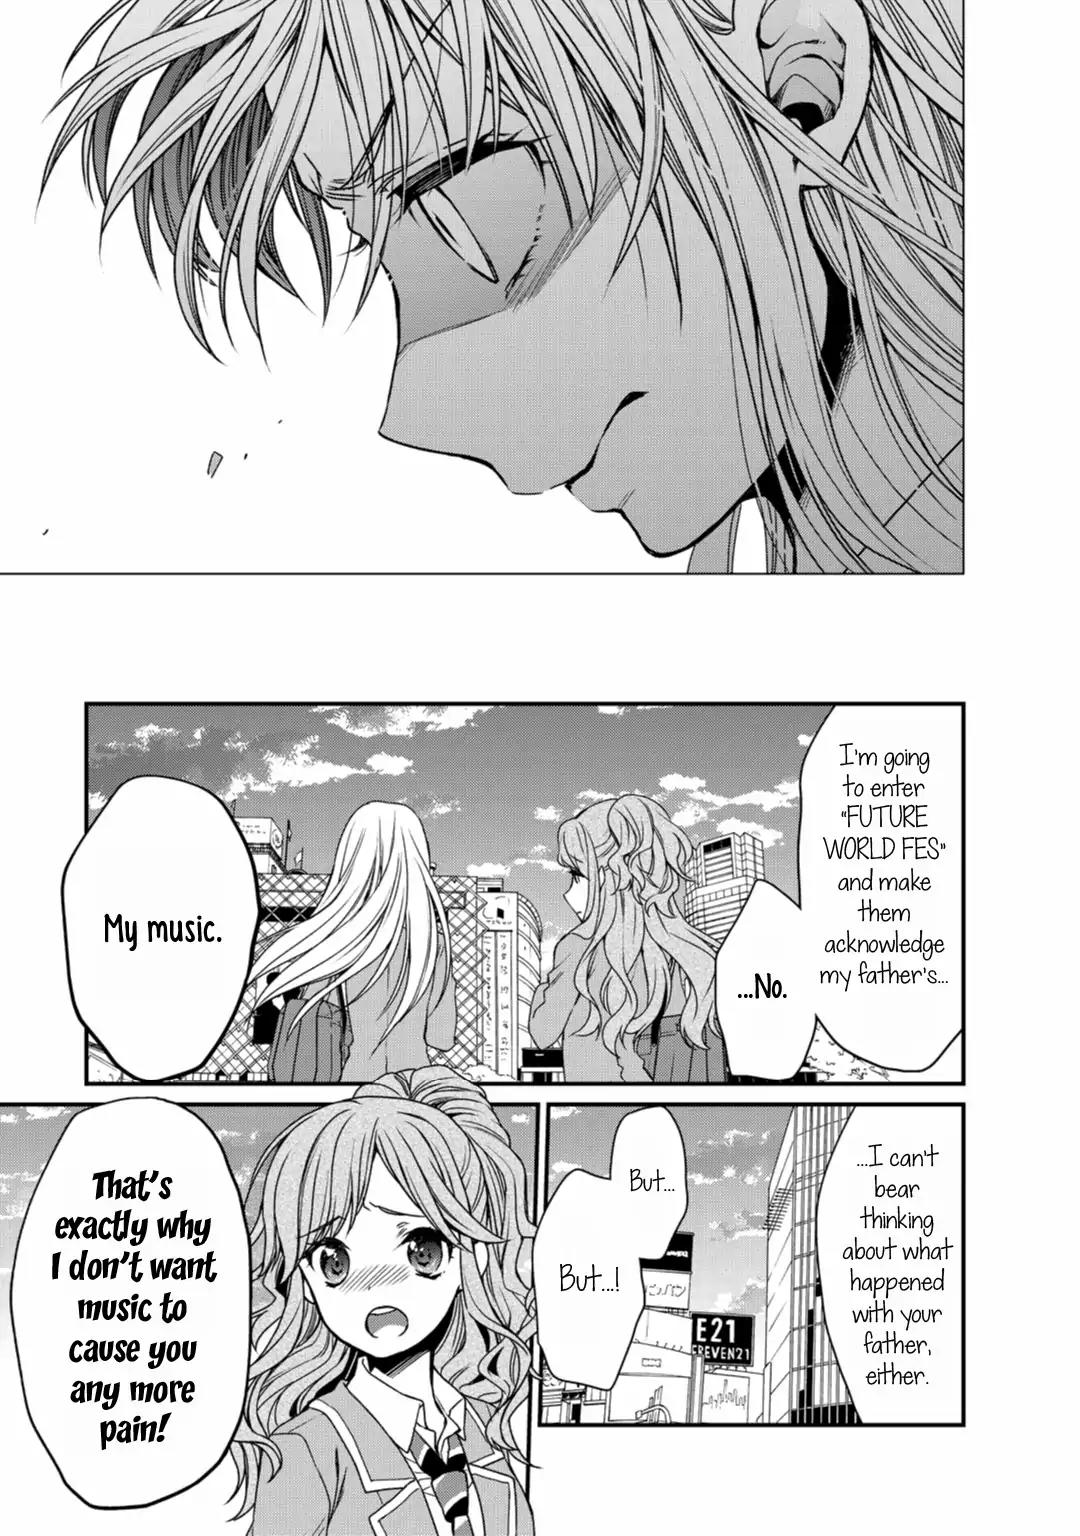 I'm going
to enter
"FUTURE
WORLD FES"
and make
them
acknowledge
my father's...
...No.
My music.
...I can't
bear
thinking
about what
happened
with your
father,
either.
But...
But...!
E21
EREVEN21
That's
exactly why
I don't want
music to
cause you
any more
pain!